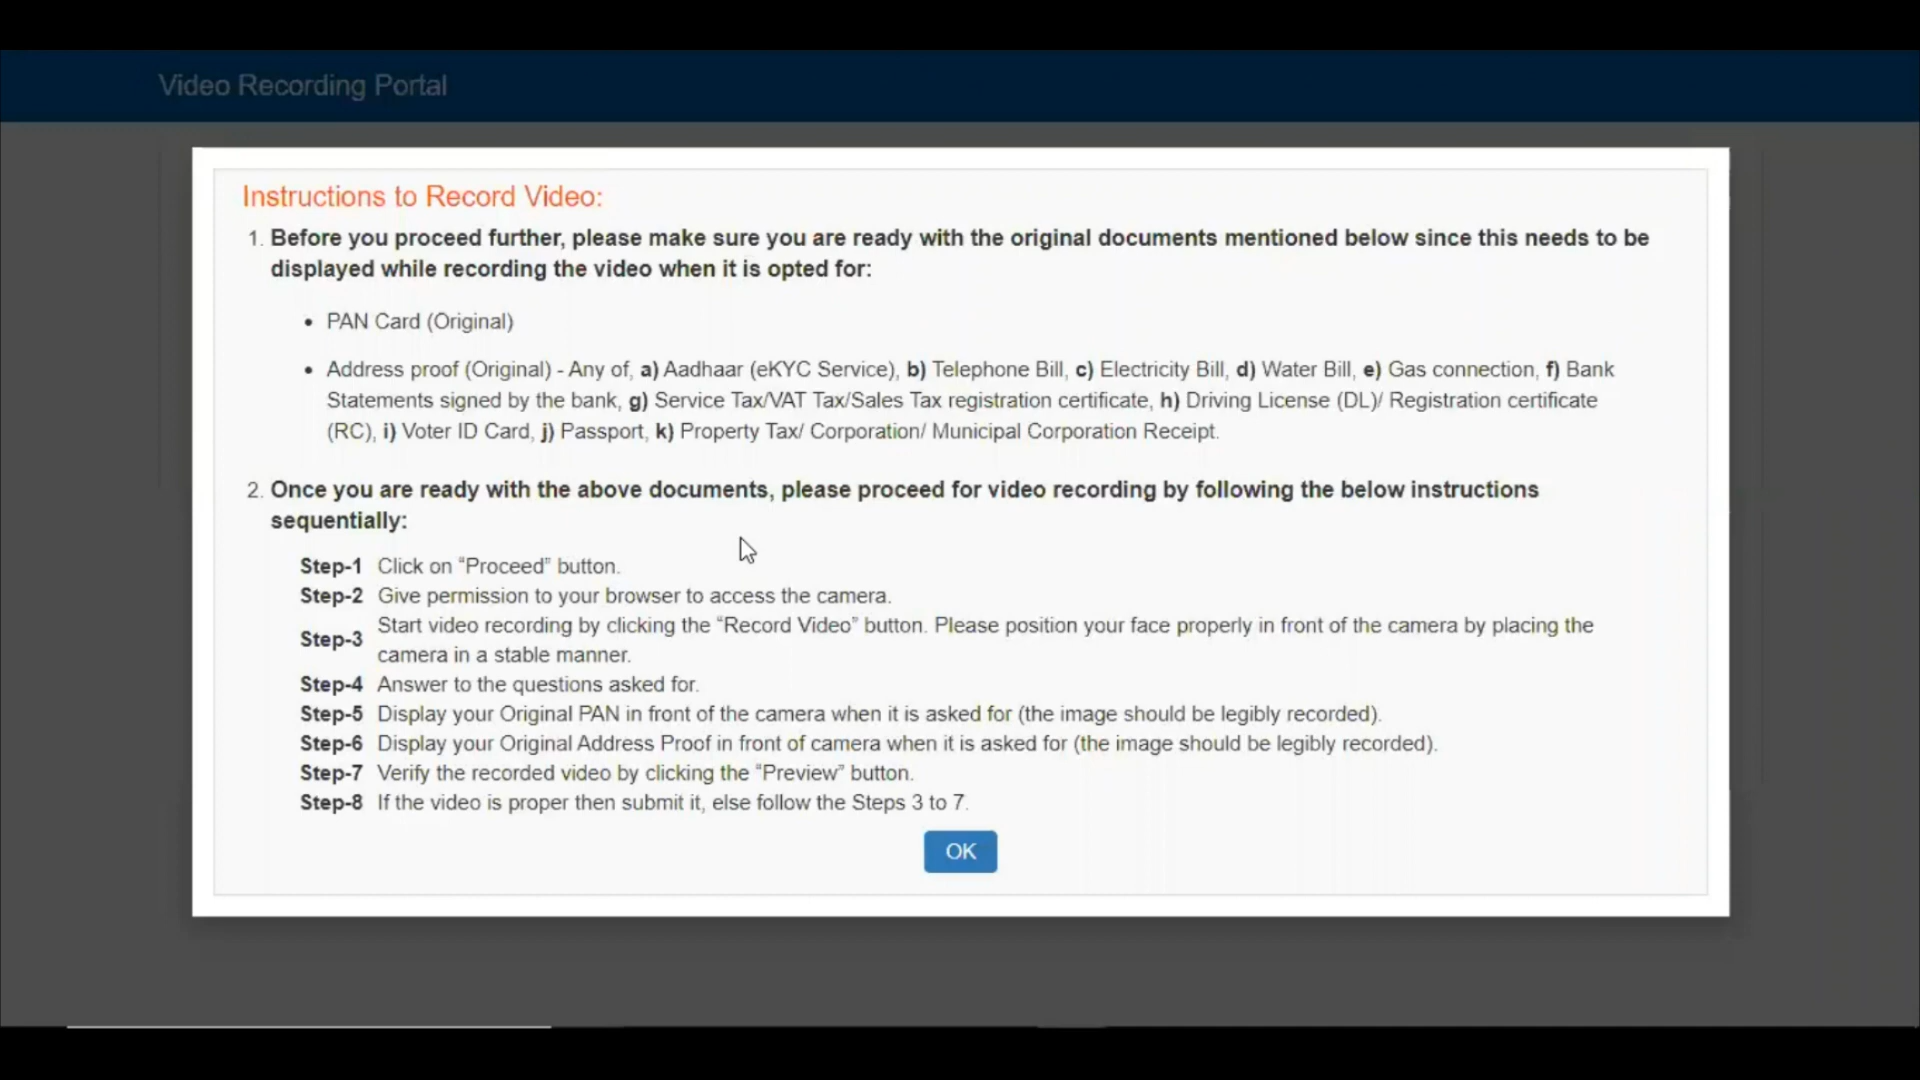 Video Recording Portal
Instructions to Record Video:
1. Before you proceed further, please make sure you are ready with the original documents mentioned below since this needs to be
displayed while recording the video when it is opted for:
• PAN Card (Original)
• Address proof (Original) - Any of, a) Aadhaar (eKYC Service), b) Telephone Bill, c) Electricity Bill, d) Water Bill, e) Gas connection, f) Bank
Statements signed by the bank, g) Service Tax/VAT Tax/Sales Tax registration certificate, h) Driving License (DL)/ Registration certificate
(RC), i) Voter ID Card, j) Passport, k) Property Tax/ Corporation/ Municipal Corporation Receipt.
2. Once you are ready with the above documents, please proceed for video recording by following the below instructions
sequentially:
Step-1 Click on “Proceed” button.
Step-2 Give permission to your browser to access the camera.
Step-3 Start video recording by clicking the “Record Video” button. Please position your face properly in front of the camera by placing the
camera in a stable manner.
Step-4 Answer to the questions asked for.
Step-5 Display your Original PAN in front of the camera when it is asked for (the image should be legibly recorded).
Step-6 Display your Original Address Proof in front of camera when it is asked for (the image should be legibly recorded).
Step-7 Verify the recorded video by clicking the “Preview” button.
Step-8 If the video is proper then submit it, else follow the Steps 3 to 7.
OK